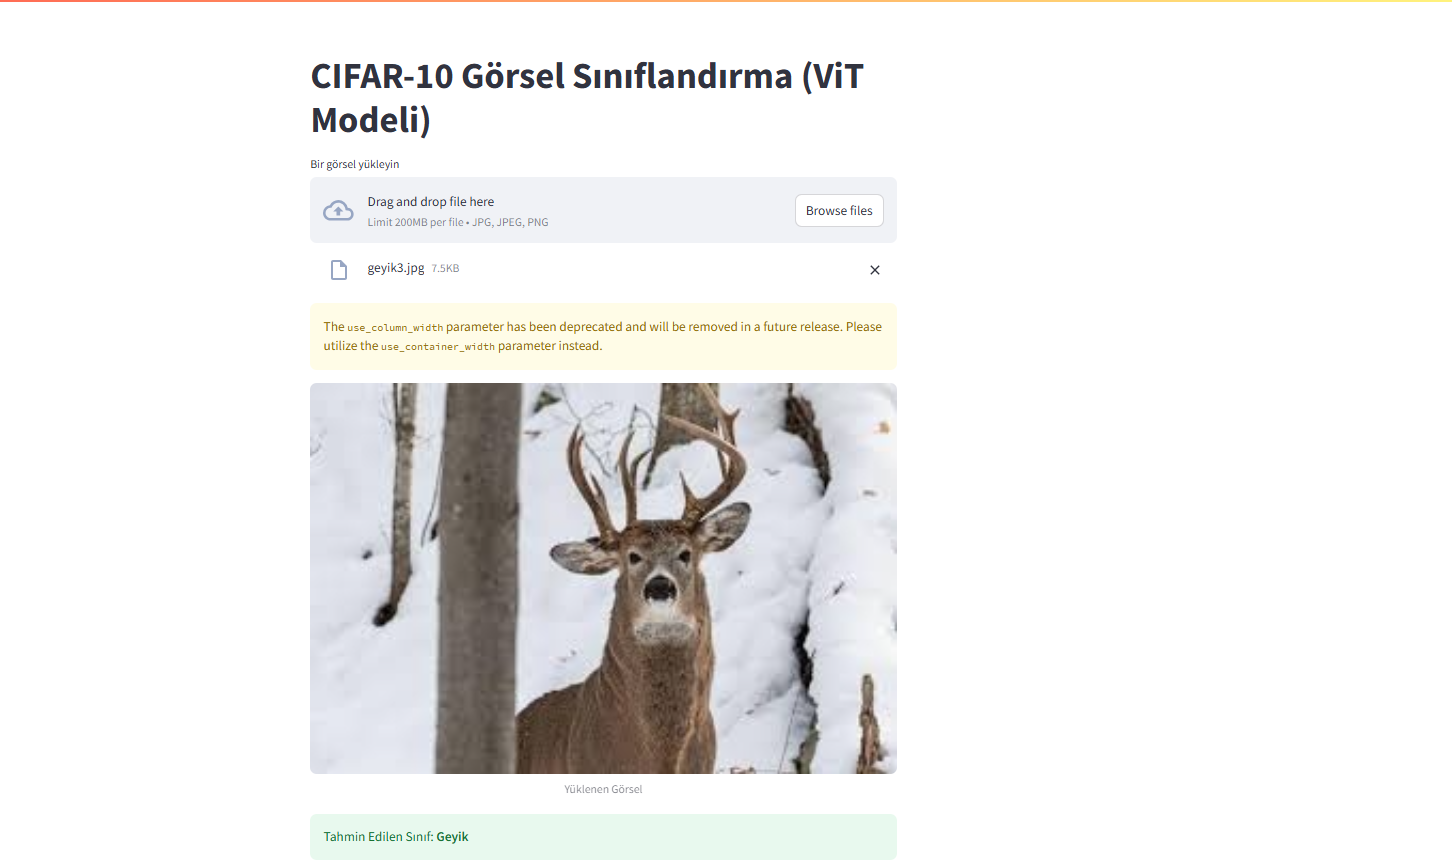 CIFAR-10 Görsel Sınıflandırma (ViT
Modeli)
Bir görsel yükleyin
Drag and drop file here
Browse files
Limit 200MB per file • JPG, JPEG, PNG
geyik3.jpg 7.5KB
The use_column_width parameter has been deprecated and will be removed in a future release. Please
utilize the use_container_width parameter instead.
Yüklenen Görsel
Tahmin Edilen Sınıf: Geyik